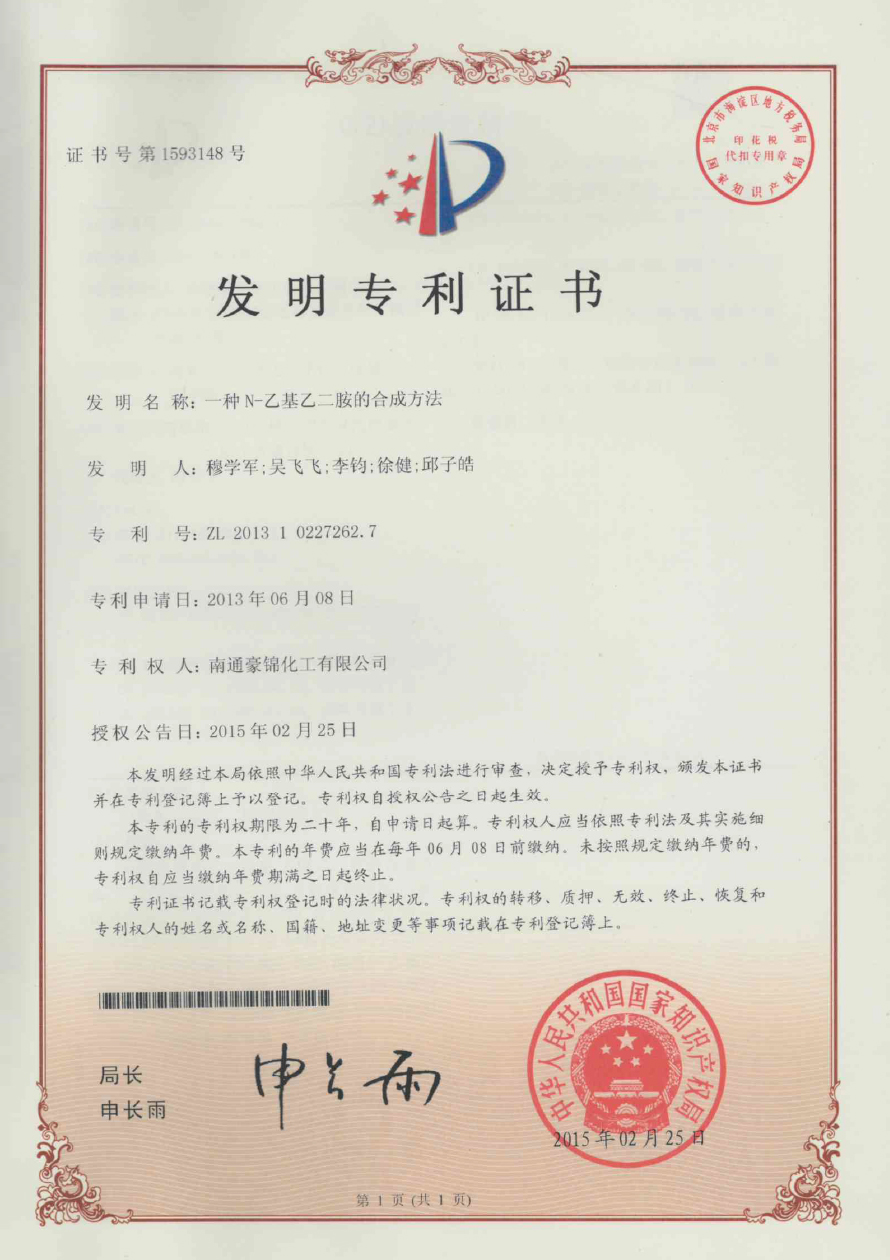 证书号第1593148号
北京市海淀区地方税务局
印花税
代扣专用章
国家知识产权局
发明专利证书
发明名称：一种N-乙基乙二胺的合成方法
发明人：穆学军;吴飞飞;李钧;徐健;邱子皓
专利号：ZL 2013 1 0227262.7
专利申请日：2013年06月08日
专利权人：南通豪锦化工有限公司
授权公告日：2015年02月25日
本发明经过本局依照中华人民共和国专利法进行审查，决定授予专利权，颁发本证书
并在专利登记簿上予以登记。专利权自授权公告之日起生效。
本专利的专利权期限为二十年，自申请日起算。专利权人应当依照专利法及其实施细
则规定缴纳年费。本专利的年费应当在每年06月08日前缴纳。未按照规定缴纳年费的，
专利权自应当缴纳年费期满之日起终止。
专利证书记载专利权登记时的法律状况。专利权的转移、质押、无效、终止、恢复和
专利权人的姓名或名称、国籍、地址变更等事项记载在专利登记簿上。
局长
申长雨
申长雨
中华人民共和国国家知识产权局
2015年02月25日
第1页(共1页)